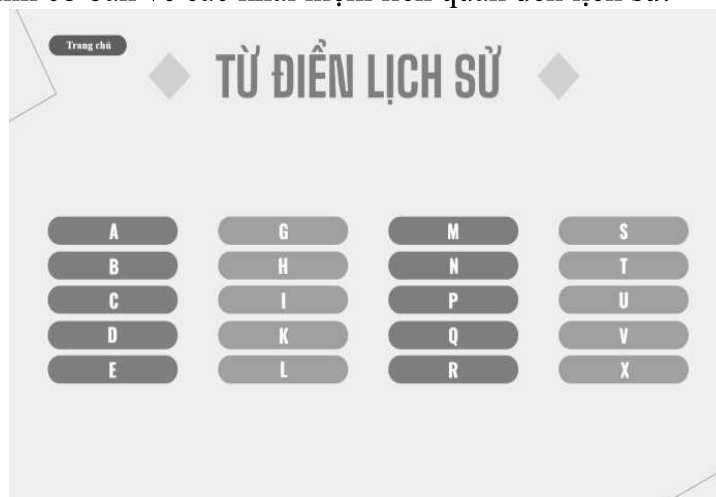 Trang chủ
TỪ ĐIỂN LỊCH SỬ
A G M S
B H N T
C I P U
D K Q V
E L R X